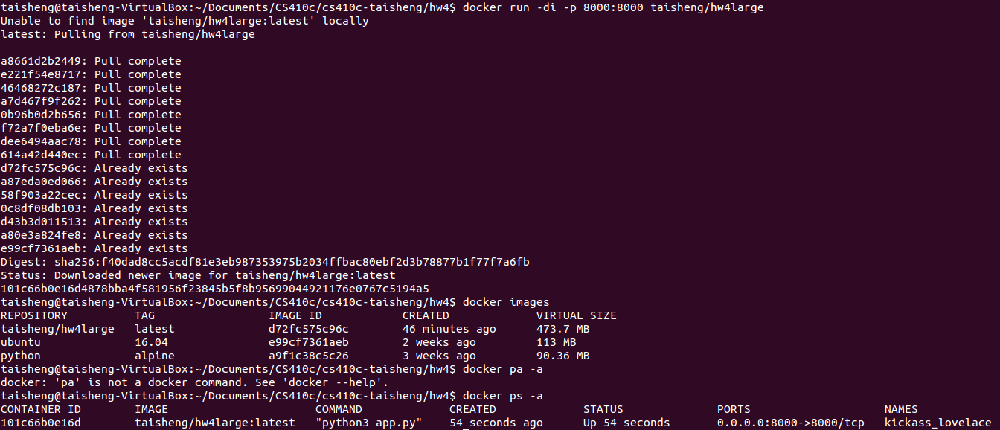 taisheng@taisheng-VirtualBox:~/Documents/CS410c/cs410c-taisheng/hw4$ docker run -di -p 8000:8000 taisheng/hw4large
Unable to find image 'taisheng/hw4large:latest' locally
latest: Pulling from taisheng/hw4large
a8661d2b2449: Pull complete
e221f54e8717: Pull complete
46468272c187: Pull complete
a7d467f9f262: Pull complete
0b96b0d2b656: Pull complete
f72a7f0eba6e: Pull complete
dee6494aac78: Pull complete
614a42d440ec: Pull complete
d72fc575c96c: Already exists
a87eda0ed066: Already exists
58f903a22cec: Already exists
0c8df08db103: Already exists
d43b3d011513: Already exists
a80e3a824fe8: Already exists
e99cf7361aeb: Already exists
Digest: sha256:f40dad8cc5acdf81e3eb987353975b2034ffbac80ebf2d3b78877b1f77f7a6fb
Status: Downloaded newer image for taisheng/hw4large:latest
101c66b0e16d4878bba4f581956f23845b5f8b95699044921176e0767c5194a5
taisheng@taisheng-VirtualBox:~/Documents/CS410c/cs410c-taisheng/hw4$ docker images
REPOSITORY TAG IMAGE ID CREATED VIRTUAL SIZE
taisheng/hw4large latest d72fc575c96c 46 minutes ago 473.7 MB
ubuntu 16.04 e99cf7361aeb 2 weeks ago 113 MB
python alpine a9f1c38c5c26 3 weeks ago 90.36 MB
taisheng@taisheng-VirtualBox:~/Documents/CS410c/cs410c-taisheng/hw4$ docker pa -a
docker: 'pa' is not a docker command. See 'docker --help'.
taisheng@taisheng-VirtualBox:~/Documents/CS410c/cs410c-taisheng/hw4$ docker ps -a
CONTAINER ID IMAGE COMMAND CREATED STATUS PORTS NAMES
101c66b0e16d taisheng/hw4large:latest "python3 app.py" 54 seconds ago Up 54 seconds 0.0.0.0:8000->8000/tcp kickass_lovelace